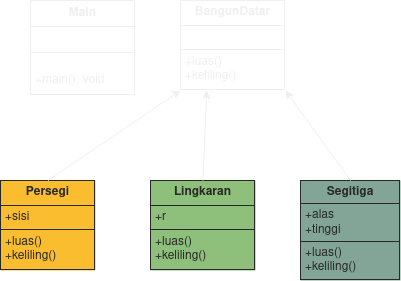 Main
+main(): void
BangunDatar
+luas()
+keliling()
Persegi
+sisi
+luas()
+keliling()
Lingkaran
+r
+luas()
+keliling()
Segitiga
+alas
+tinggi
+luas()
+keliling()